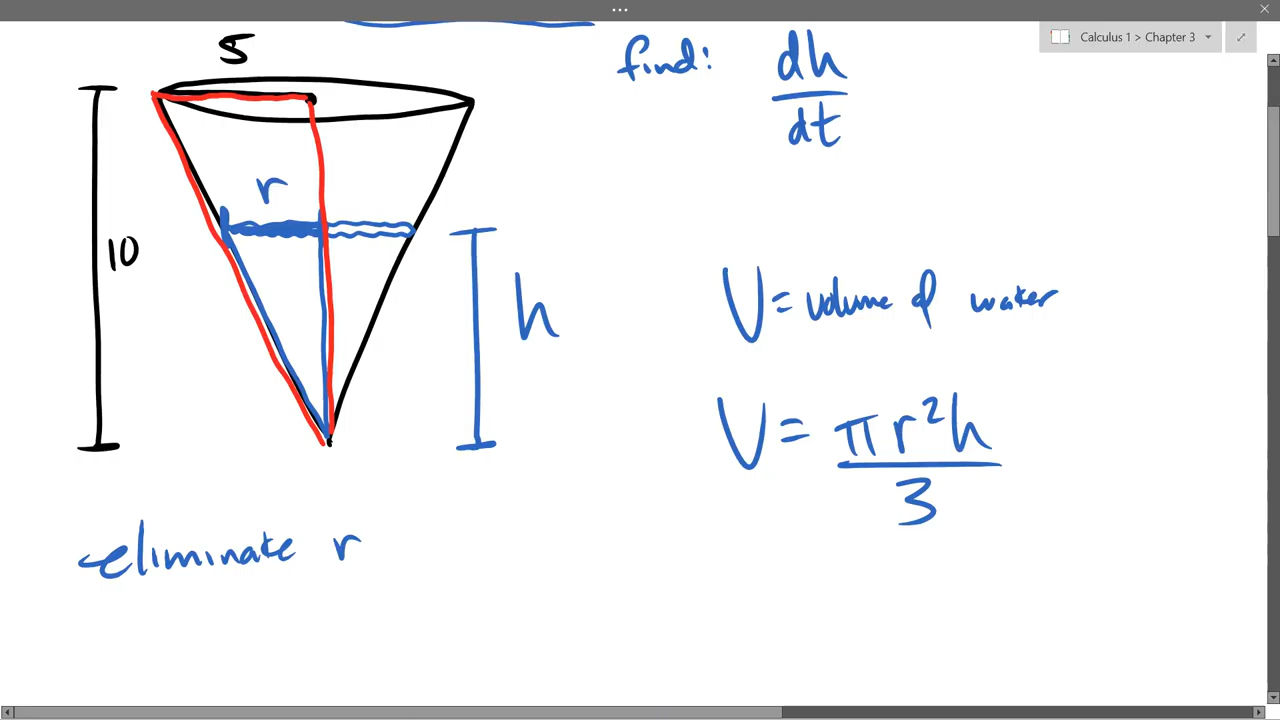 Calculus 1 > Chapter 3
5
find: dh/dt
r
10
h
V = volume of water
V = πr²h/3
eliminate r